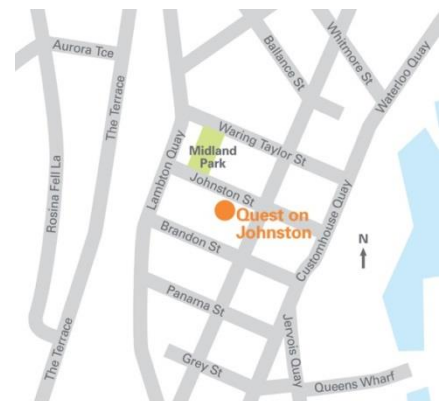 Aurora Tce
The Terrace
Rosina Fell La
The Terrace
Lambton Quay
Ballance St
Whitmore St
Waterloo Quay
Waring Taylor St
Midland
Park
Johnston St
Quest on
Johnston
Brandon St
Customhouse Quay
N
Panama St
Jervois Quay
Grey St
Queens Wharf